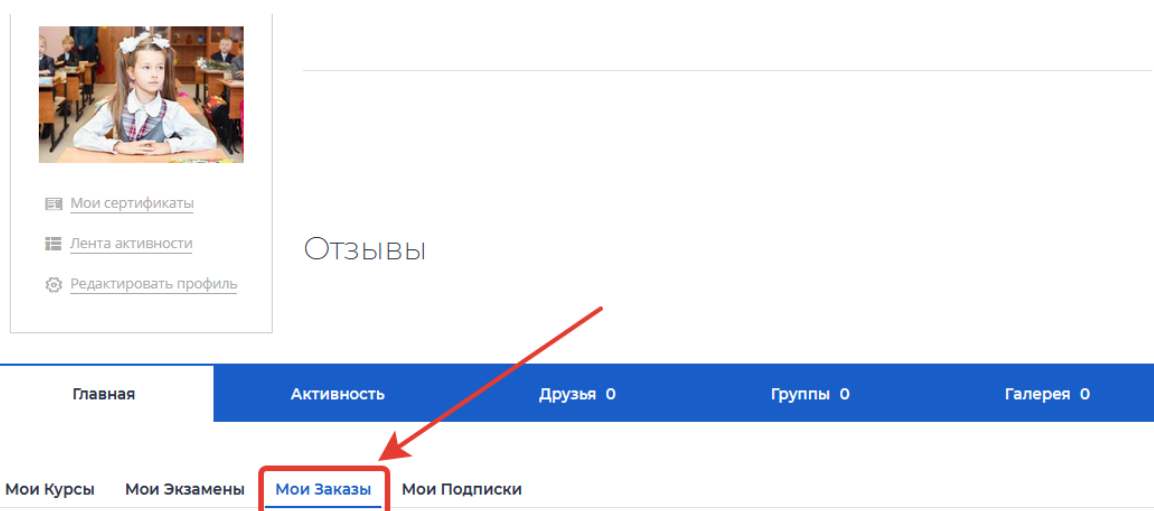 Мои сертификаты
Лента активности
Редактировать профиль
Отзывы
Главная Активность Друзья 0 Группы 0 Галерея 0
Мои Курсы Мои Экзамены Мои Заказы Мои Подписки